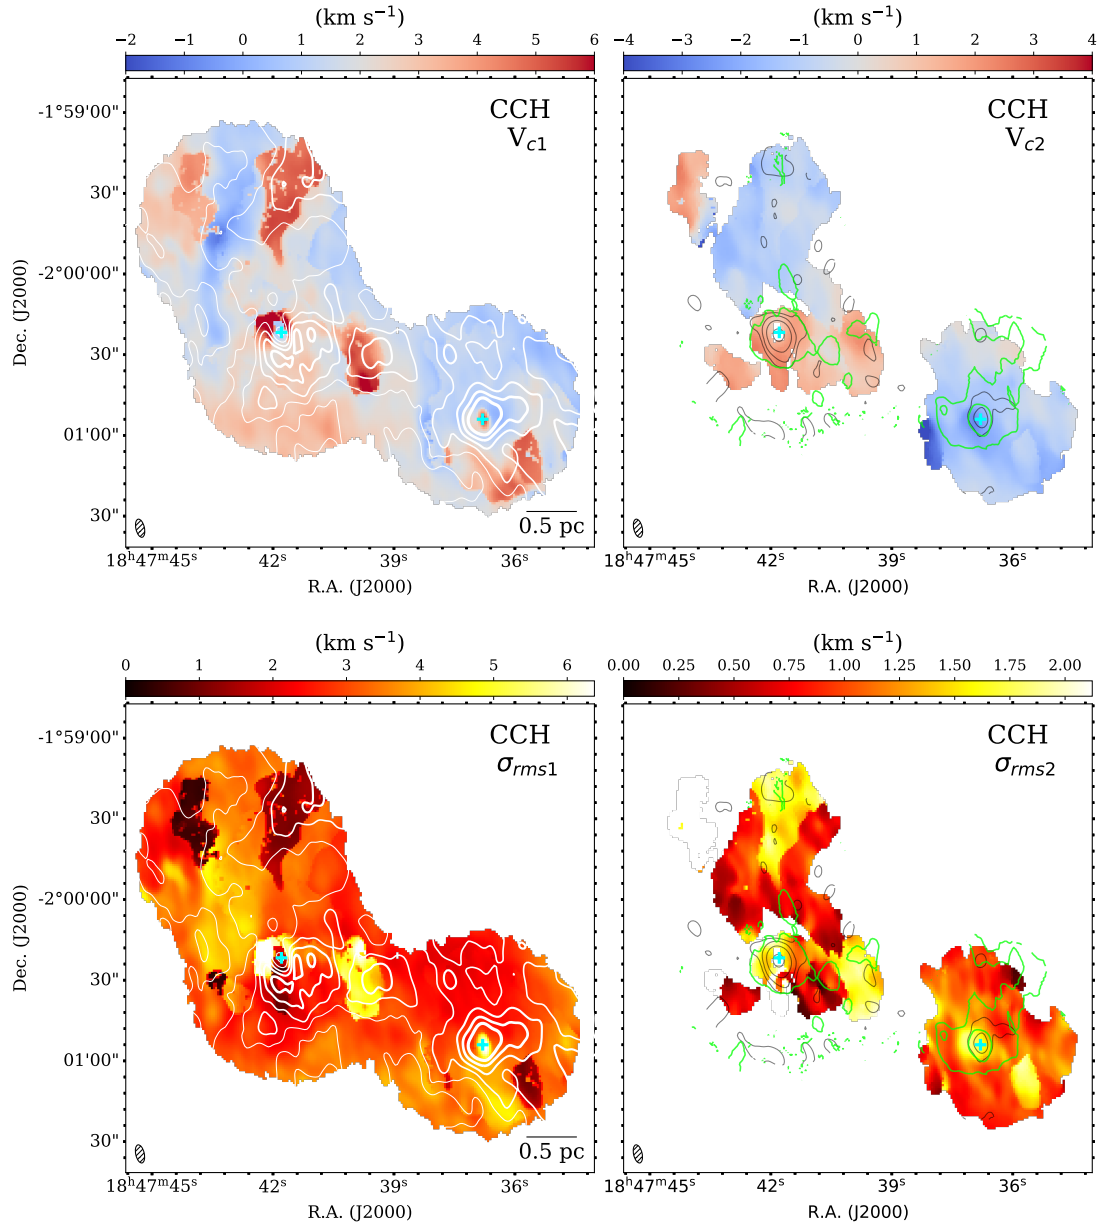 (km s⁻¹) (km s⁻¹)
−2 −1 0 1 2 3 4 5 6 −4 −3 −2 −1 0 1 2 3 4
CCH CCH
V_c1 V_c2
-1°59'00"
30"
-2°00'00"
30"
01'00"
30"
Dec. (J2000)
0.5 pc
18ʰ47ᵐ45ˢ 42ˢ 39ˢ 36ˢ 18ʰ47ᵐ45ˢ 42ˢ 39ˢ 36ˢ
R.A. (J2000) R.A. (J2000)
(km s⁻¹) (km s⁻¹)
0 1 2 3 4 5 6 0.00 0.25 0.50 0.75 1.00 1.25 1.50 1.75 2.00
CCH CCH
σ_rms1 σ_rms2
-1°59'00"
30"
-2°00'00"
30"
01'00"
30"
Dec. (J2000)
0.5 pc
18ʰ47ᵐ45ˢ 42ˢ 39ˢ 36ˢ 18ʰ47ᵐ45ˢ 42ˢ 39ˢ 36ˢ
R.A. (J2000) R.A. (J2000)